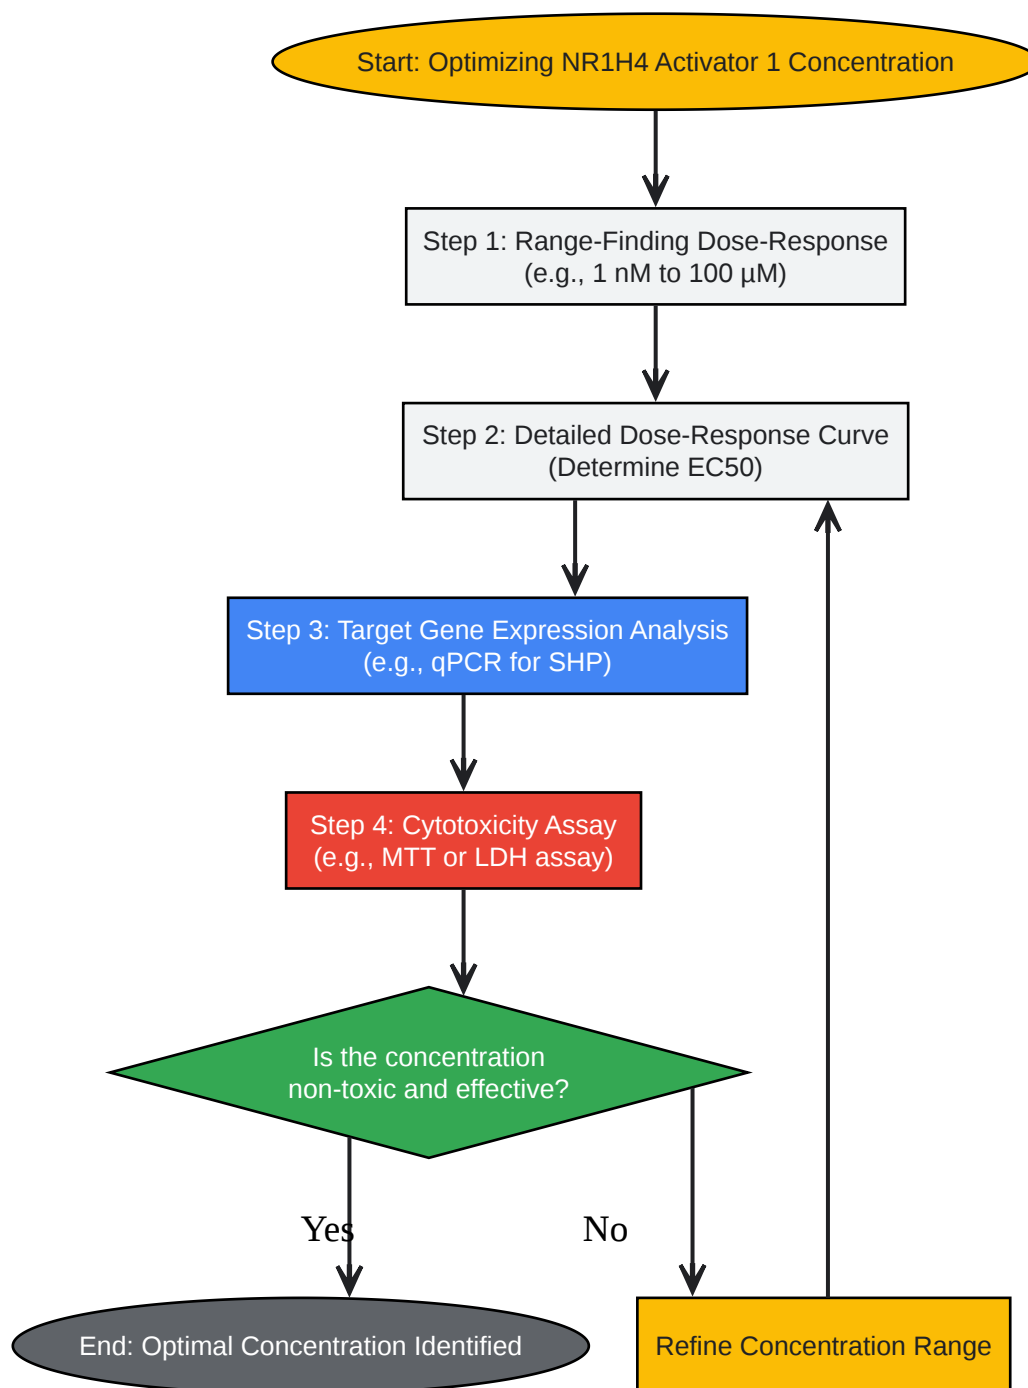 Start: Optimizing NR1H4 Activator 1 Concentration
Step 1: Range-Finding Dose-Response
(e.g., 1 nM to 100 µM)
Step 2: Detailed Dose-Response Curve
(Determine EC50)
Step 3: Target Gene Expression Analysis
(e.g., qPCR for SHP)
Step 4: Cytotoxicity Assay
(e.g., MTT or LDH assay)
Is the concentration
non-toxic and effective?
Yes
No
End: Optimal Concentration Identified
Refine Concentration Range